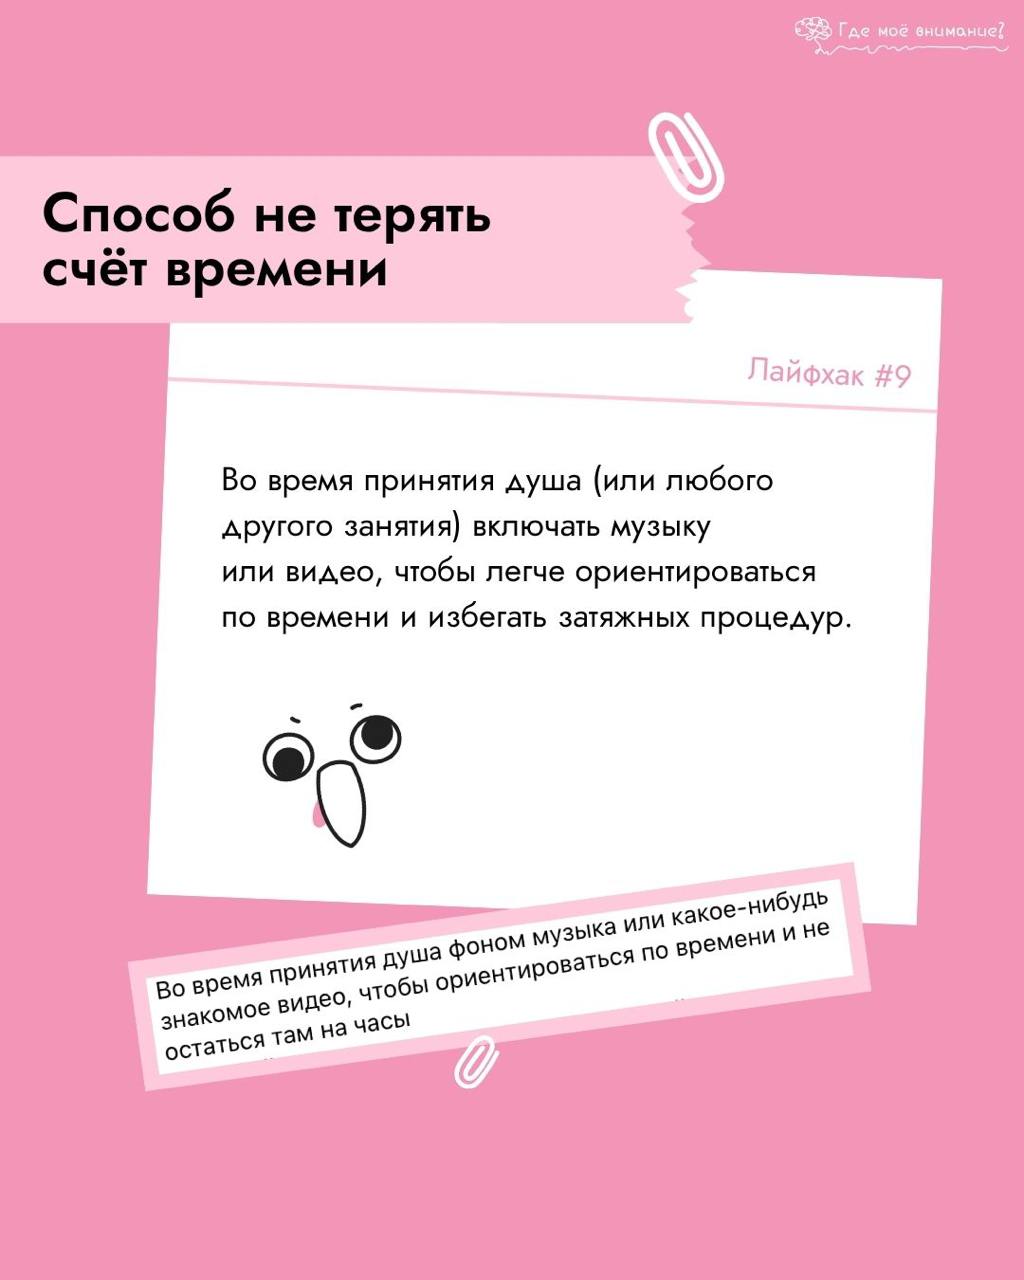 Где моё внимание?
Способ не терять
счёт времени
Лайфхак #9
Во время принятия душа (или любого
другого занятия) включать музыку
или видео, чтобы легче ориентироваться
по времени и избегать затяжных процедур.
Во время принятия душа фоном музыка или какое-нибудь
знакомое видео, чтобы ориентироваться по времени и не
остаться там на часы